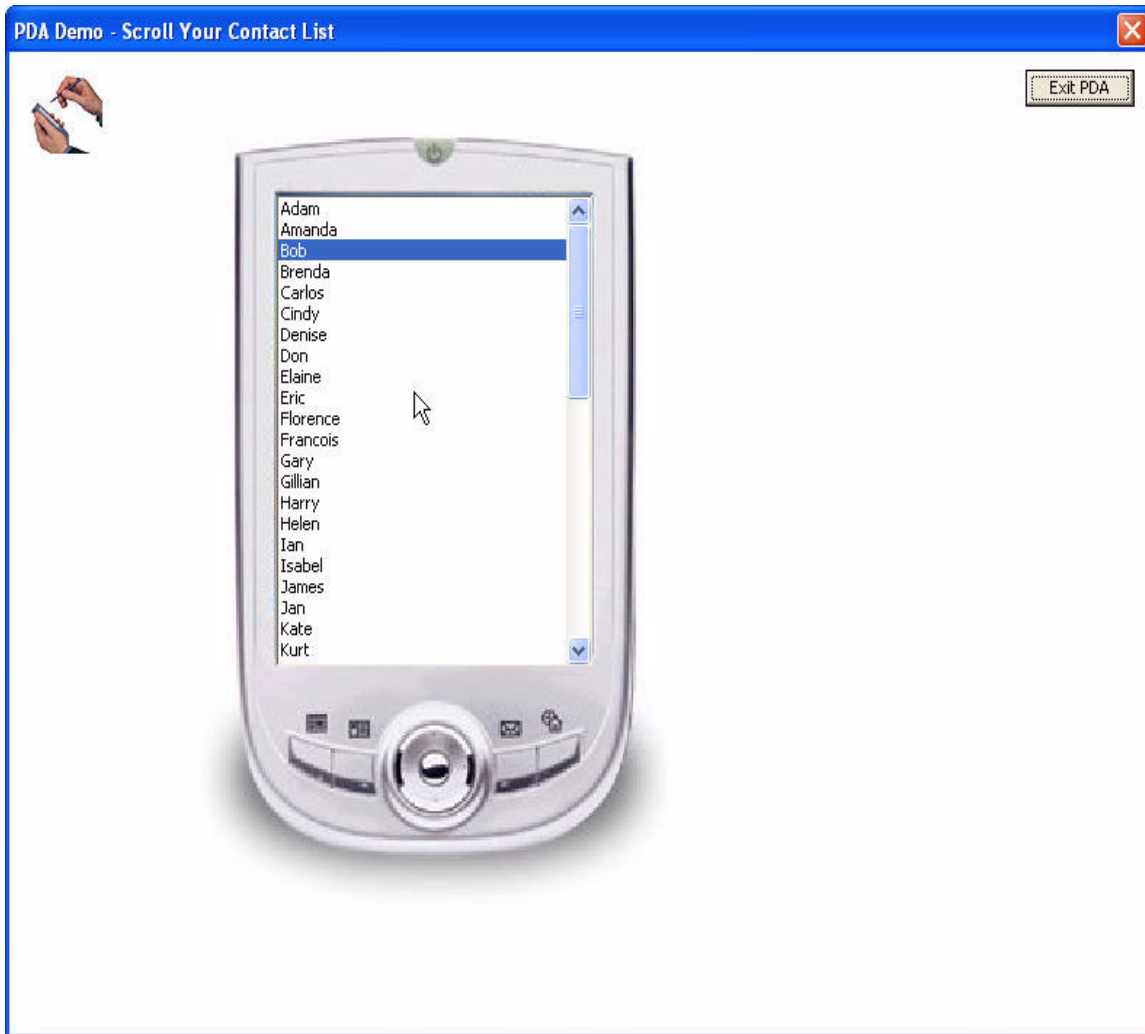 PDA Demo - Scroll Your Contact List
Exit PDA
Adam
Amanda
Bob
Brenda
Carlos
Cindy
Denise
Don
Elaine
Eric
Florence
Francois
Gary
Gillian
Harry
Helen
Ian
Isabel
James
Jan
Kate
Kurt